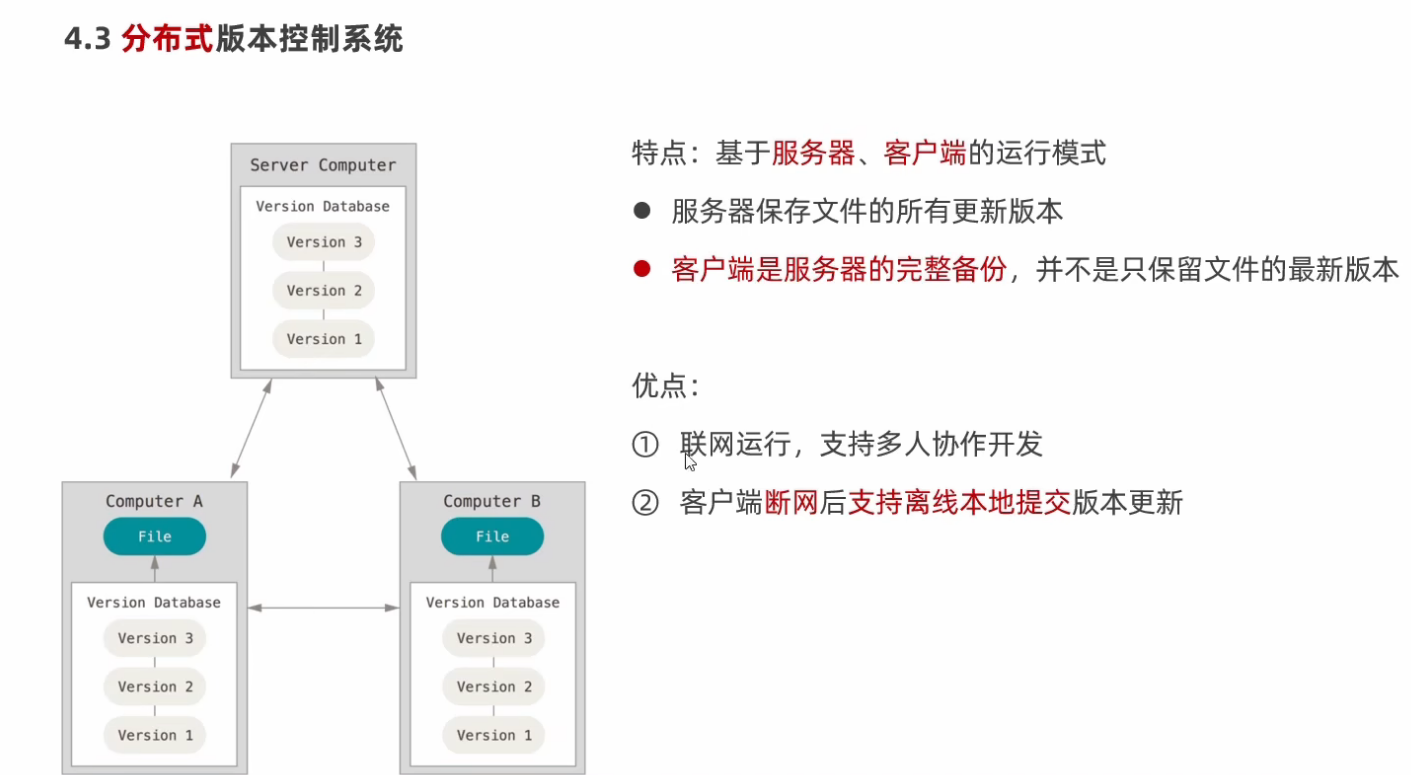 4.3 分布式版本控制系统
Server Computer
Version Database
Version 3
Version 2
Version 1
Computer A
File
Version Database
Version 3
Version 2
Version 1
Computer B
File
Version Database
Version 3
Version 2
Version 1
特点：基于服务器、客户端的运行模式
● 服务器保存文件的所有更新版本
● 客户端是服务器的完整备份，并不是只保留文件的最新版本
优点：
① 联网运行，支持多人协作开发
② 客户端断网后支持离线本地提交版本更新